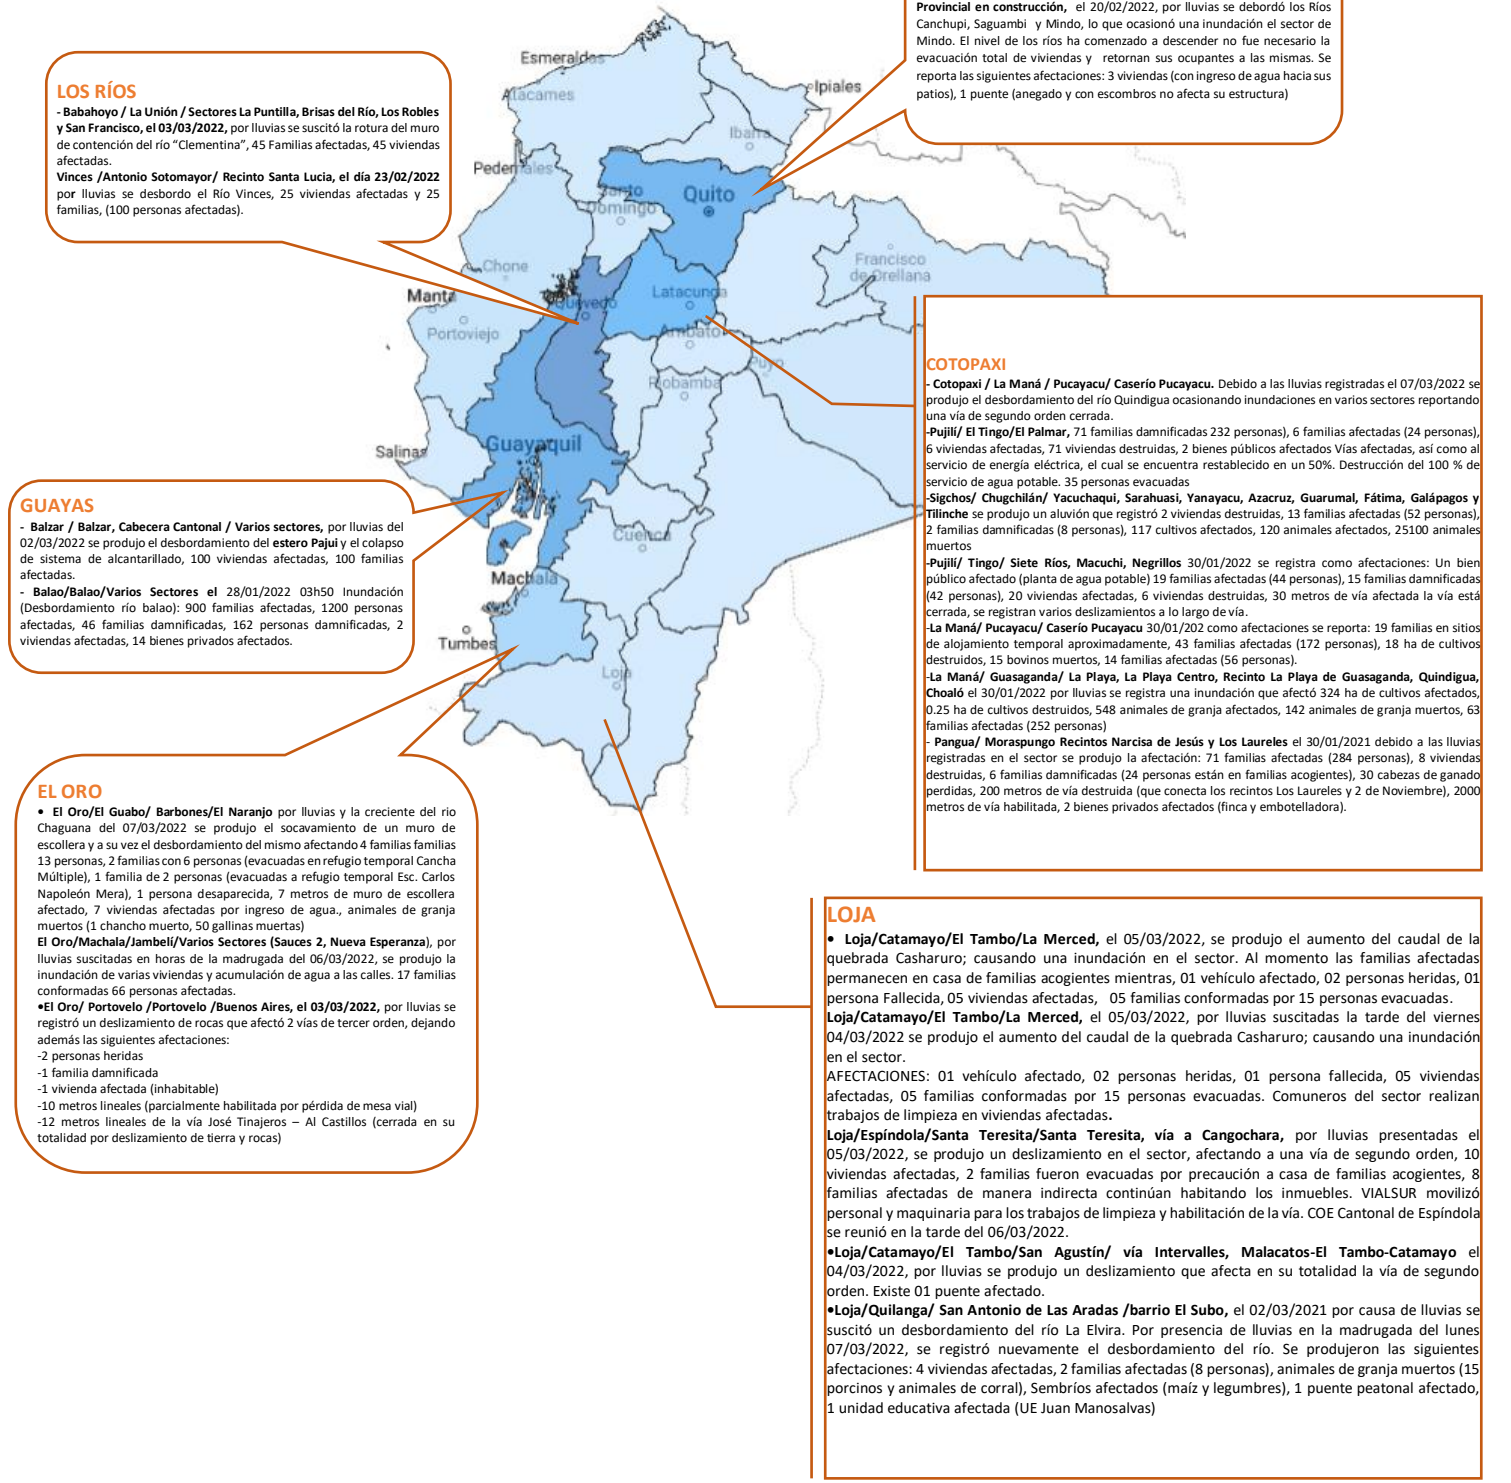 Provincial en construcción, el 20/02/2022, por lluvias se debordó los Ríos
Canchupi, Saguambi y Mindo, lo que ocasionó una inundación el sector de
Mindo. El nivel de los ríos ha comenzado a descender no fue necesario la
evacuación total de viviendas y retornan sus ocupantes a las mismas. Se
reporta las siguientes afectaciones: 3 viviendas (con ingreso de agua hacia sus
patios), 1 puente (anegado y con escombros no afecta su estructura)
LOS RÍOS
- Babahoyo / La Unión / Sectores La Puntilla, Brisas del Río, Los Robles
y San Francisco, el 03/03/2022, por lluvias se suscitó la rotura del muro
de contención del río “Clementina”, 45 Familias afectadas, 45 viviendas
afectadas.
Vinces /Antonio Sotomayor/ Recinto Santa Lucia, el día 23/02/2022
por lluvias se desbordo el Río Vinces, 25 viviendas afectadas y 25
familias, (100 personas afectadas).
Esmeraldas
Atacames
Ipiales
Ibarra
Pedernales
Santo
Domingo
Quito
Chone
Francisco
de Orellana
Manta
Quevedo
Latacunga
Portoviejo
Ambato
Puyo
Riobamba
Salinas
Guayaquil
Cuenca
Machala
Tumbes
Loja
COTOPAXI
- Cotopaxi / La Maná / Pucayacu/ Caserío Pucayacu. Debido a las lluvias registradas el 07/03/2022 se
produjo el desbordamiento del río Quindigua ocasionando inundaciones en varios sectores reportando
una vía de segundo orden cerrada.
-Pujilí/ El Tingo/El Palmar, 71 familias damnificadas 232 personas), 6 familias afectadas (24 personas),
6 viviendas afectadas, 71 viviendas destruidas, 2 bienes públicos afectados Vías afectadas, así como al
servicio de energía eléctrica, el cual se encuentra restablecido en un 50%. Destrucción del 100 % de
servicio de agua potable. 35 personas evacuadas
-Sigchos/ Chugchilán/ Yacuchaqui, Sarahuasi, Yanayacu, Azacruz, Guarumal, Fátima, Galápagos y
Tilinche se produjo un aluvión que registró 2 viviendas destruidas, 13 familias afectadas (52 personas),
2 familias damnificadas (8 personas), 117 cultivos afectados, 120 animales afectados, 25100 animales
muertos
-Pujilí/ Tingo/ Siete Ríos, Macuchi, Negrillos 30/01/2022 se registra como afectaciones: Un bien
público afectado (planta de agua potable) 19 familias afectadas (44 personas), 15 familias damnificadas
(42 personas), 20 viviendas afectadas, 6 viviendas destruidas, 30 metros de vía afectada la vía está
cerrada, se registran varios deslizamientos a lo largo de vía.
-La Maná/ Pucayacu/ Caserío Pucayacu 30/01/202 como afectaciones se reporta: 19 familias en sitios
de alojamiento temporal aproximadamente, 43 familias afectadas (172 personas), 18 ha de cultivos
destruidos, 15 bovinos muertos, 14 familias afectadas (56 personas).
-La Maná/ Guasaganda/ La Playa, La Playa Centro, Recinto La Playa de Guasaganda, Quindigua,
Choaló el 30/01/2022 por lluvias se registra una inundación que afectó 324 ha de cultivos afectados,
0.25 ha de cultivos destruidos, 548 animales de granja afectados, 142 animales de granja muertos, 63
familias afectadas (252 personas)
- Pangua/ Moraspungo Recintos Narcisa de Jesús y Los Laureles el 30/01/2021 debido a las lluvias
registradas en el sector se produjo la afectación: 71 familias afectadas (284 personas), 8 viviendas
destruidas, 6 familias damnificadas (24 personas están en familias acogientes), 30 cabezas de ganado
perdidas, 200 metros de vía destruida (que conecta los recintos Los Laureles y 2 de Noviembre), 2000
metros de vía habilitada, 2 bienes privados afectados (finca y embotelladora).
GUAYAS
- Balzar / Balzar, Cabecera Cantonal / Varios sectores, por lluvias del
02/03/2022 se produjo el desbordamiento del estero Pajui y el colapso
de sistema de alcantarillado, 100 viviendas afectadas, 100 familias
afectadas.
- Balao/Balao/Varios Sectores el 28/01/2022 03h50 Inundación
(Desbordamiento río balao): 900 familias afectadas, 1200 personas
afectadas, 46 familias damnificadas, 162 personas damnificadas, 2
viviendas afectadas, 14 bienes privados afectados.
EL ORO
• El Oro/El Guabo/ Barbones/El Naranjo por lluvias y la creciente del rio
Chaguana del 07/03/2022 se produjo el socavamiento de un muro de
escollera y a su vez el desbordamiento del mismo afectando 4 familias familias
13 personas, 2 familias con 6 personas (evacuadas en refugio temporal Cancha
Múltiple), 1 familia de 2 personas (evacuadas a refugio temporal Esc. Carlos
Napoleón Mera), 1 persona desaparecida, 7 metros de muro de escollera
afectado, 7 viviendas afectadas por ingreso de agua., animales de granja
muertos (1 chancho muerto, 50 gallinas muertas)
El Oro/Machala/Jambelí/Varios Sectores (Sauces 2, Nueva Esperanza), por
lluvias suscitadas en horas de la madrugada del 06/03/2022, se produjo la
inundación de varias viviendas y acumulación de agua a las calles. 17 familias
conformadas 66 personas afectadas.
•El Oro/ Portovelo /Portovelo /Buenos Aires, el 03/03/2022, por lluvias se
registró un deslizamiento de rocas que afectó 2 vías de tercer orden, dejando
además las siguientes afectaciones:
-2 personas heridas
-1 familia damnificada
-1 vivienda afectada (inhabitable)
-10 metros lineales (parcialmente habilitada por pérdida de mesa vial)
-12 metros lineales de la vía José Tinajeros – Al Castillos (cerrada en su
totalidad por deslizamiento de tierra y rocas)
LOJA
• Loja/Catamayo/El Tambo/La Merced, el 05/03/2022, se produjo el aumento del caudal de la
quebrada Casharuro; causando una inundación en el sector. Al momento las familias afectadas
permanecen en casa de familias acogientes mientras, 01 vehículo afectado, 02 personas heridas, 01
persona Fallecida, 05 viviendas afectadas, 05 familias conformadas por 15 personas evacuadas.
Loja/Catamayo/El Tambo/La Merced, el 05/03/2022, por lluvias suscitadas la tarde del viernes
04/03/2022 se produjo el aumento del caudal de la quebrada Casharuro; causando una inundación
en el sector.
AFECTACIONES: 01 vehículo afectado, 02 personas heridas, 01 persona fallecida, 05 viviendas
afectadas, 05 familias conformadas por 15 personas evacuadas. Comuneros del sector realizan
trabajos de limpieza en viviendas afectadas.
Loja/Espíndola/Santa Teresita/Santa Teresita, vía a Cangochara, por lluvias presentadas el
05/03/2022, se produjo un deslizamiento en el sector, afectando a una vía de segundo orden, 10
viviendas afectadas, 2 familias fueron evacuadas por precaución a casa de familias acogientes, 8
familias afectadas de manera indirecta continúan habitando los inmuebles. VIALSUR movilizó
personal y maquinaria para los trabajos de limpieza y habilitación de la vía. COE Cantonal de Espíndola
se reunió en la tarde del 06/03/2022.
•Loja/Catamayo/El Tambo/San Agustín/ vía Intervalles, Malacatos-El Tambo-Catamayo el
04/03/2022, por lluvias se produjo un deslizamiento que afecta en su totalidad la vía de segundo
orden. Existe 01 puente afectado.
•Loja/Quilanga/ San Antonio de Las Aradas /barrio El Subo, el 02/03/2021 por causa de lluvias se
suscitó un desbordamiento del río La Elvira. Por presencia de lluvias en la madrugada del lunes
07/03/2022, se registró nuevamente el desbordamiento del río. Se produjeron las siguientes
afectaciones: 4 viviendas afectadas, 2 familias afectadas (8 personas), animales de granja muertos (15
porcinos y animales de corral), Sembríos afectados (maíz y legumbres), 1 puente peatonal afectado,
1 unidad educativa afectada (UE Juan Manosalvas)